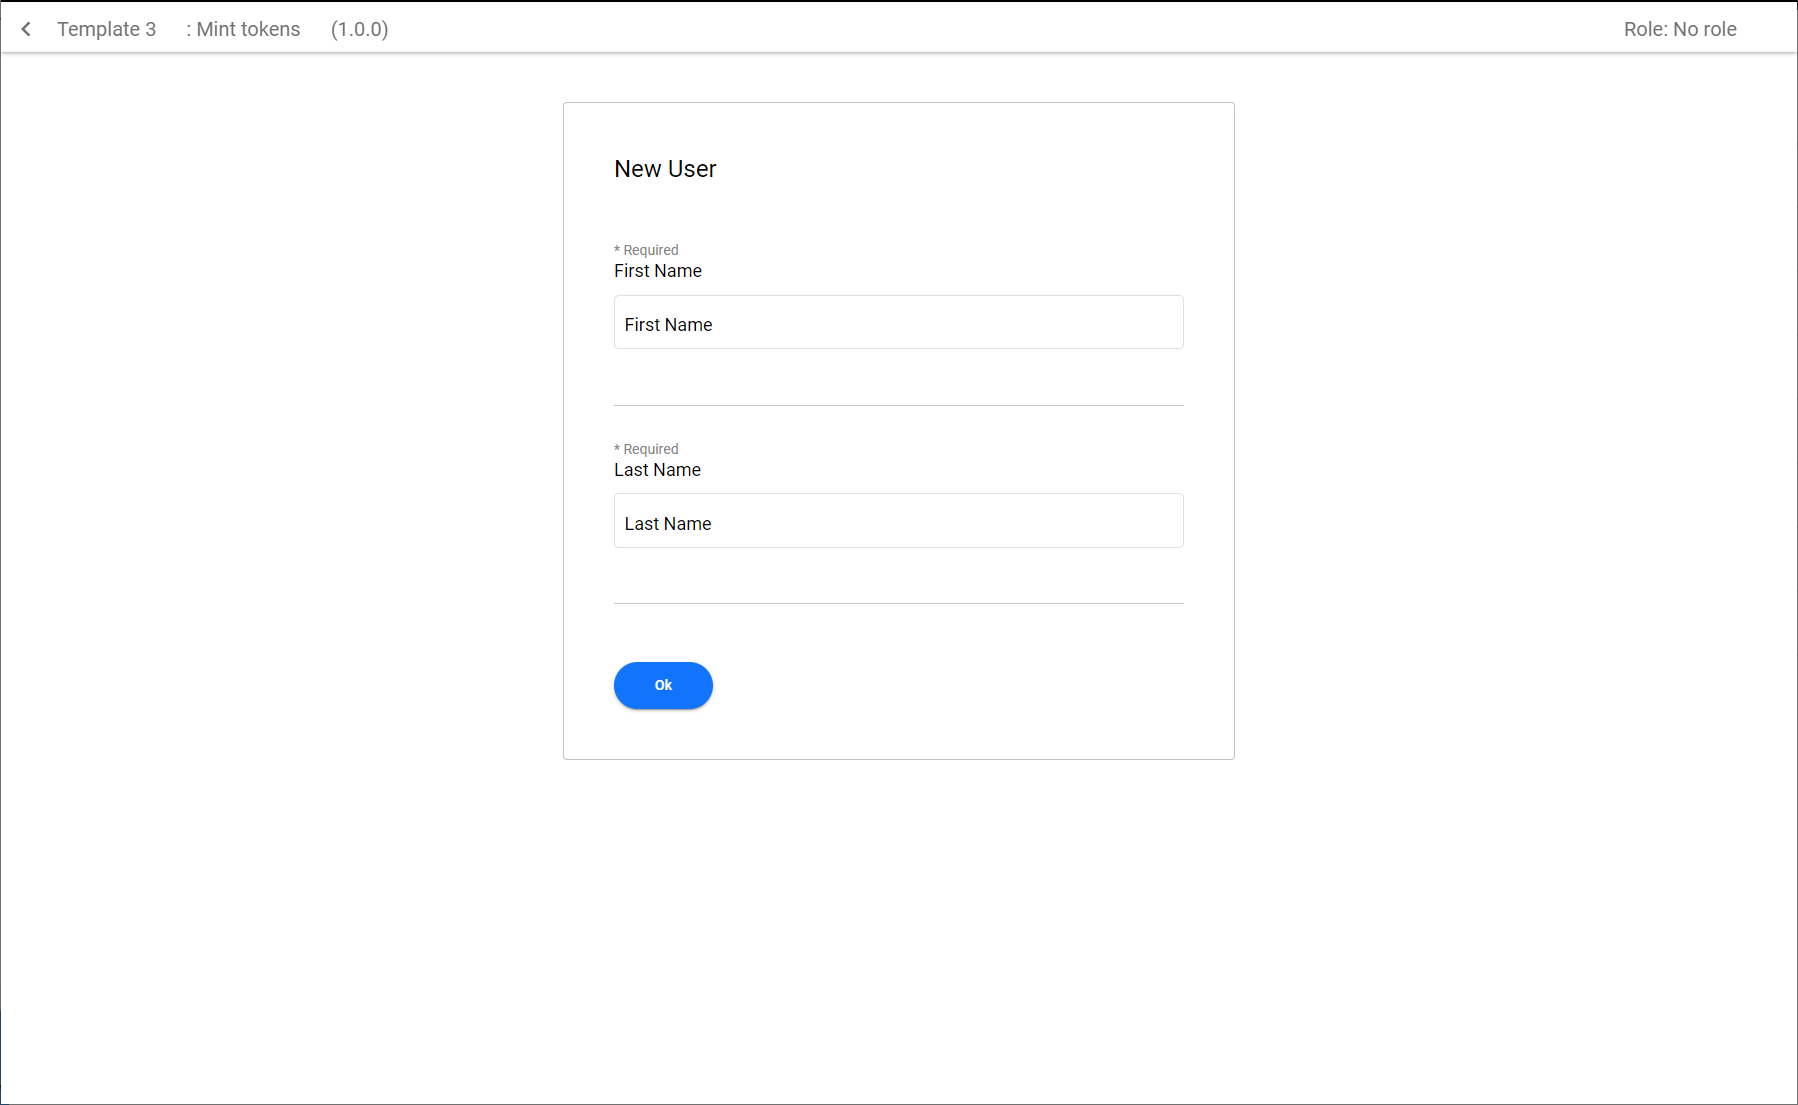 Template 3 : Mint tokens (1.0.0) Role: No role
New User
* Required
First Name
First Name
* Required
Last Name
Last Name
Ok